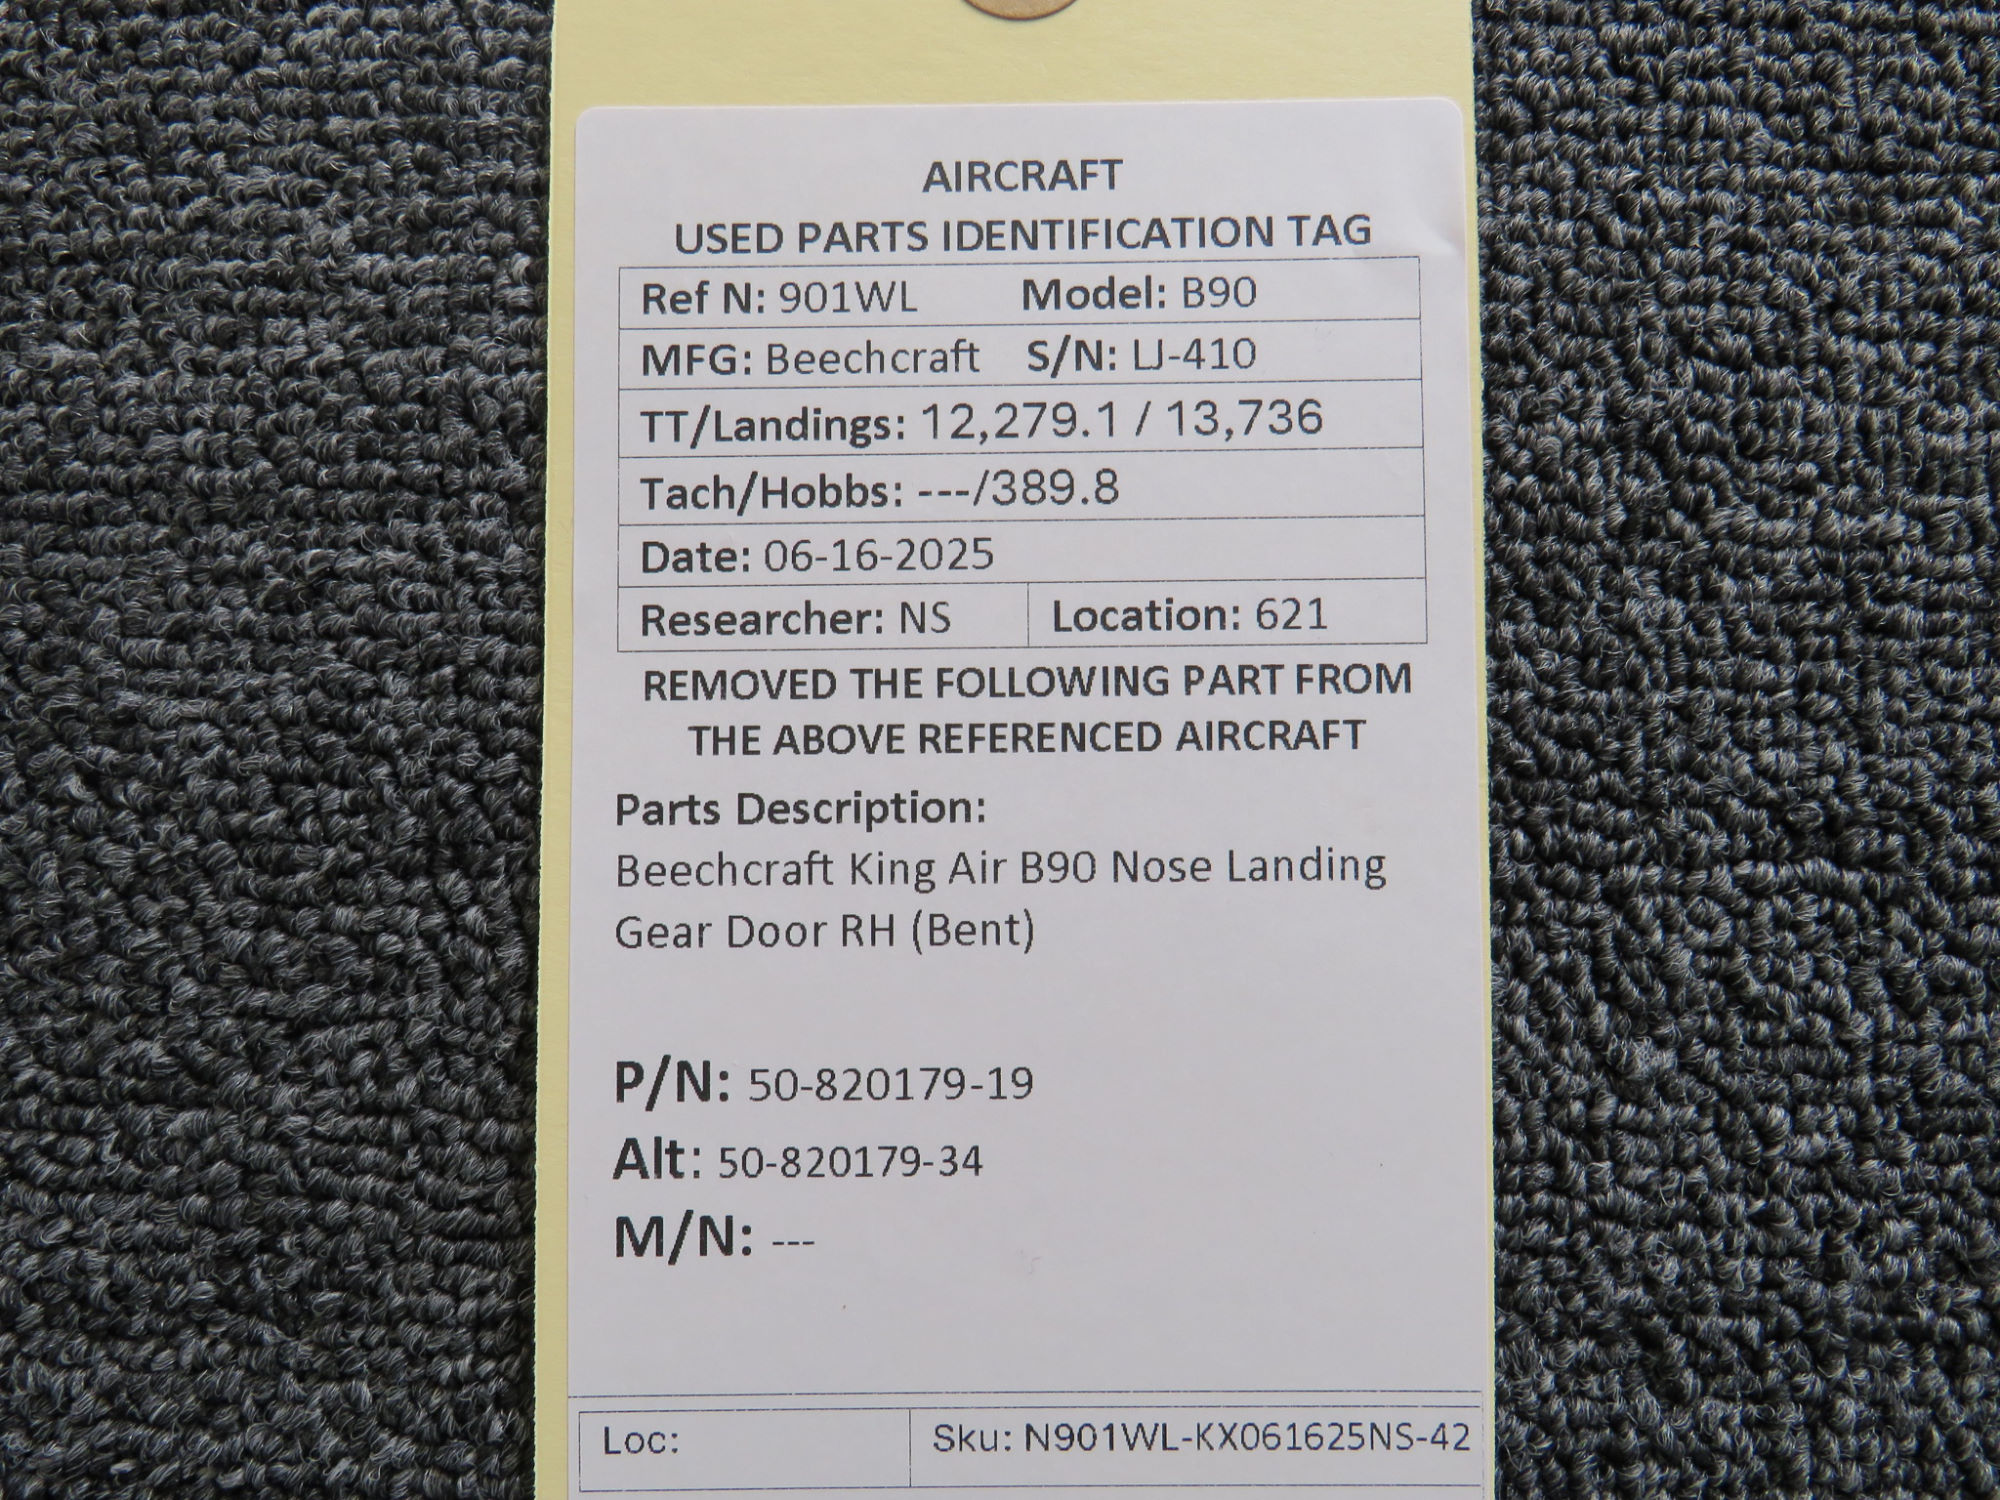 AIRCRAFT
USED PARTS IDENTIFICATION TAG
Ref N: 901WL Model: B90
MFG: Beechcraft S/N: LJ-410
TT/Landings: 12,279.1 / 13,736
Tach/Hobbs: ---/389.8
Date: 06-16-2025
Researcher: NS Location: 621
REMOVED THE FOLLOWING PART FROM
THE ABOVE REFERENCED AIRCRAFT
Parts Description:
Beechcraft King Air B90 Nose Landing
Gear Door RH (Bent)
P/N: 50-820179-19
Alt: 50-820179-34
M/N: ---
Loc: Sku: N901WL-KX061625NS-42